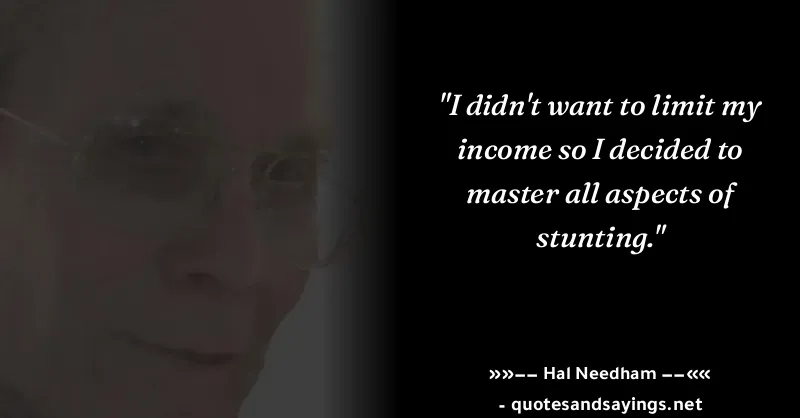 "I didn't want to limit my
income so I decided to
master all aspects of
stunting."
»»–– Hal Needham ––««
- quotesandsayings.net